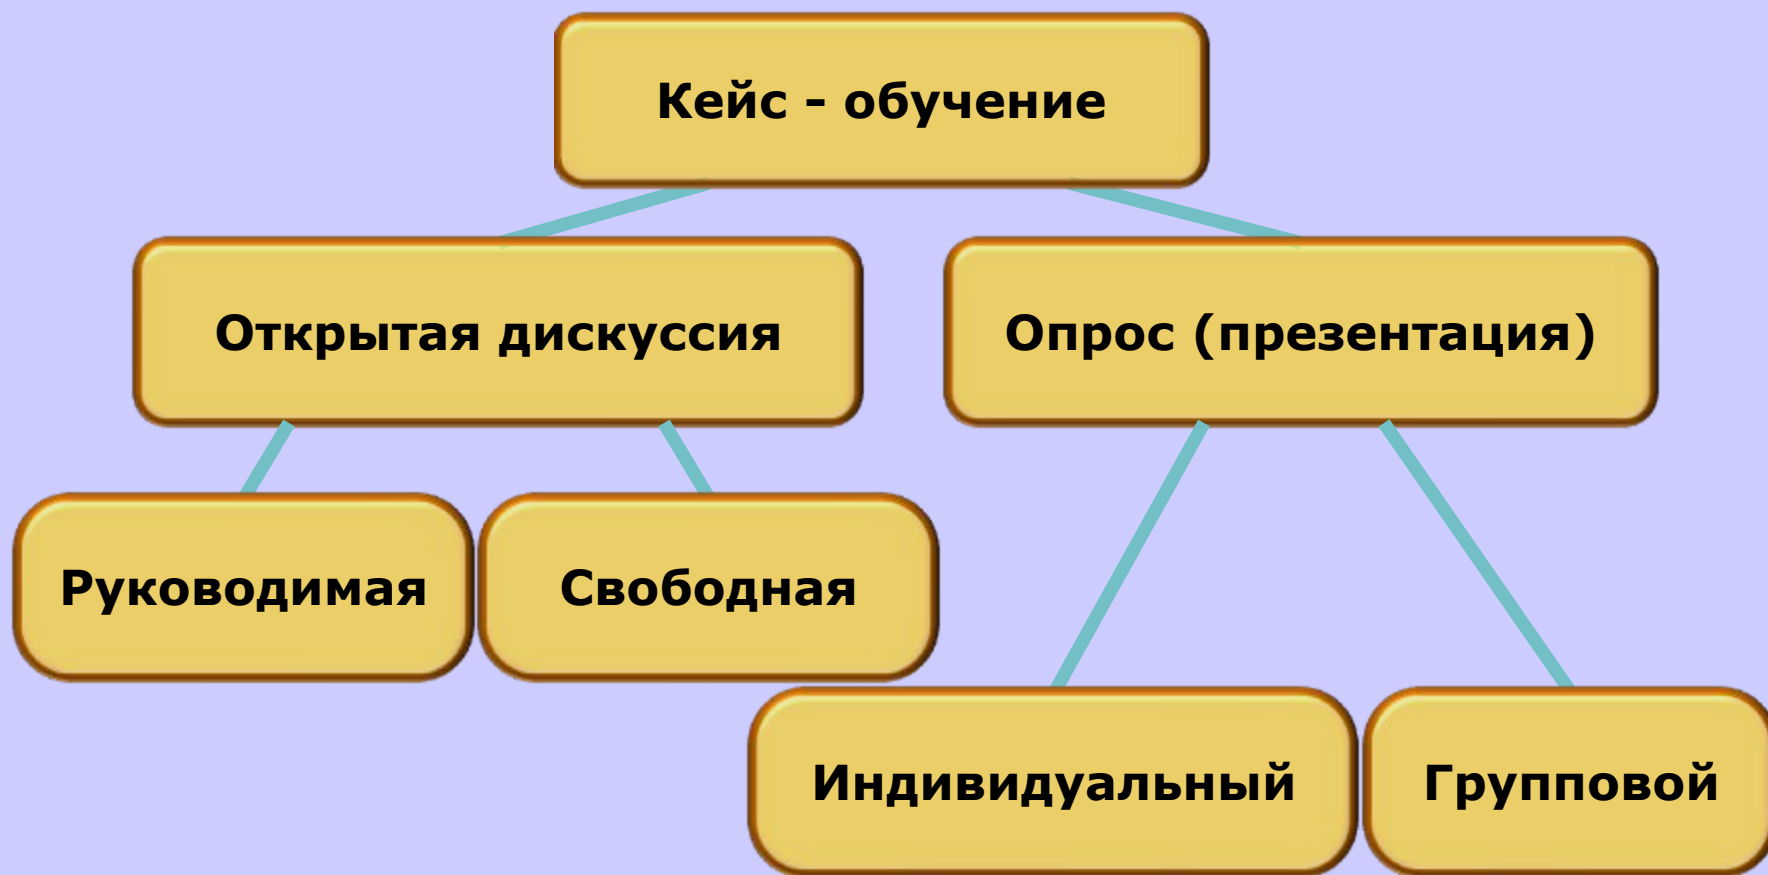 Кейс - обучение
Открытая дискуссия
Опрос (презентация)
Руководимая
Свободная
Индивидуальный
Групповой